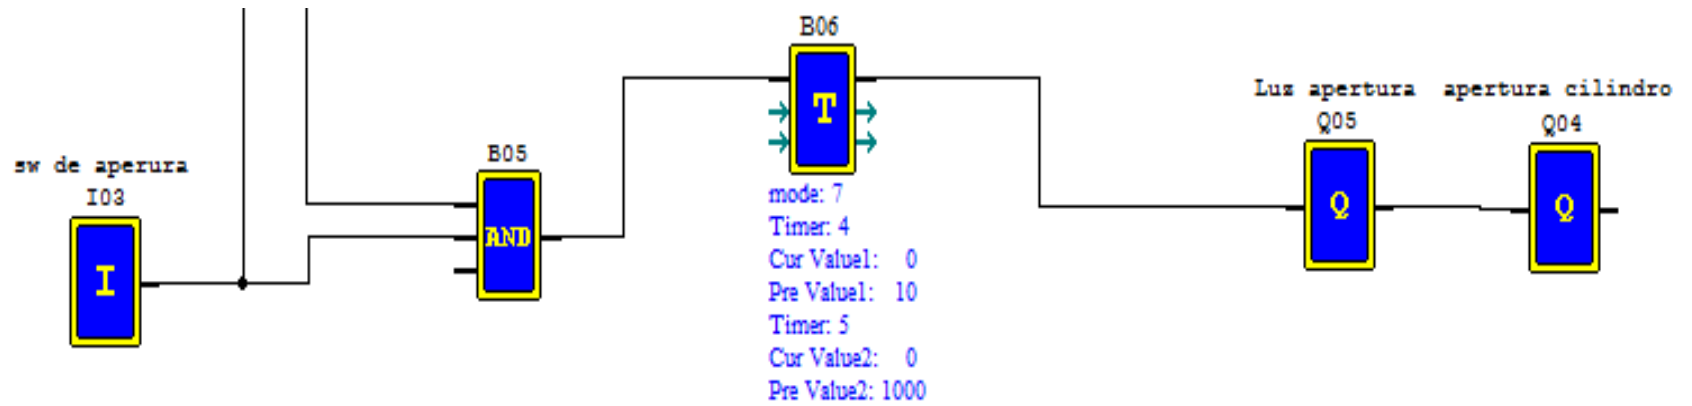 sw de aperura
I03
I
B05
AND
B06
T
mode: 7
Timer: 4
Cur Value1: 0
Pre Value1: 10
Timer: 5
Cur Value2: 0
Pre Value2: 1000
Luz apertura
Q05
Q
apertura cilindro
Q04
Q